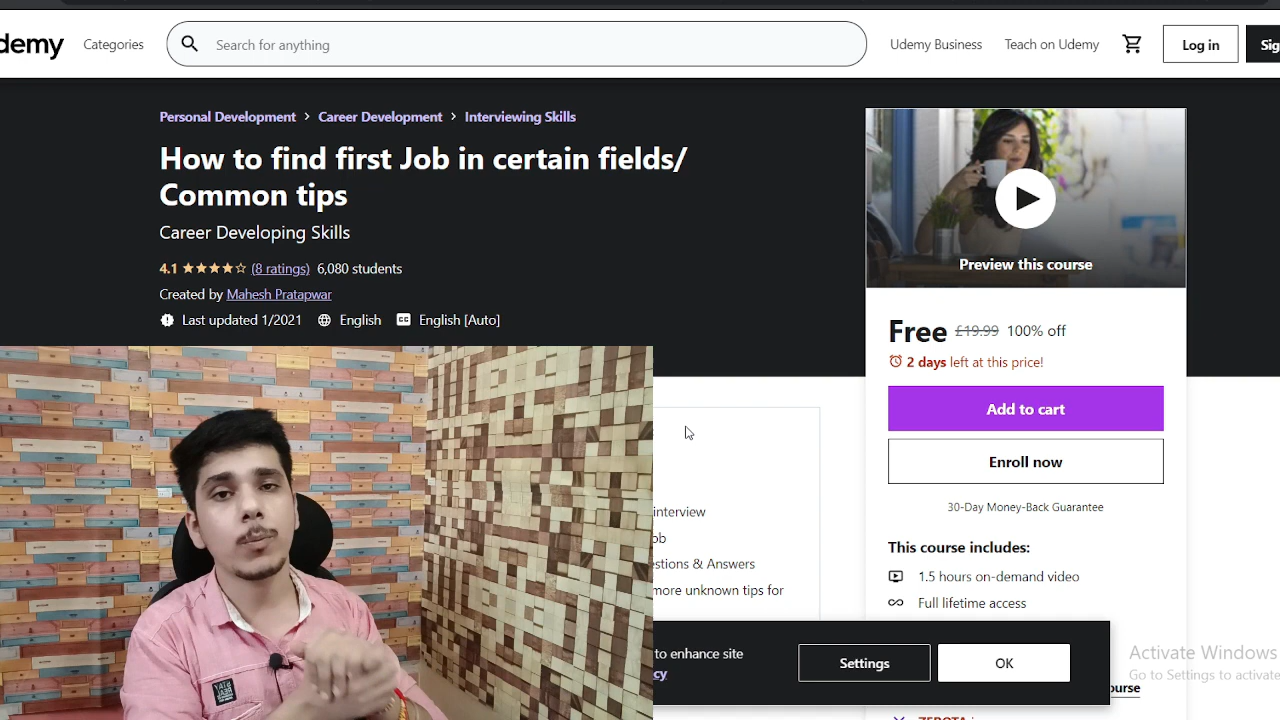 demy
Categories
Search for anything
Udemy Business
Teach on Udemy
Log in
Sig
Personal Development > Career Development > Interviewing Skills
How to find first Job in certain fields/
Common tips
Career Developing Skills
4.1 (8 ratings) 6,080 students
Created by Mahesh Pratapwar
Last updated 1/2021 English CC English [Auto]
Preview this course
Free £19.99 100% off
2 days left at this price!
Add to cart
Enroll now
30-Day Money-Back Guarantee
This course includes:
1.5 hours on-demand video
Full lifetime access
interview
ob
estions & Answers
more unknown tips for
to enhance site
cy
Settings
OK
Activate Windows
Go to Settings to activate
ourse
STAY
REAL